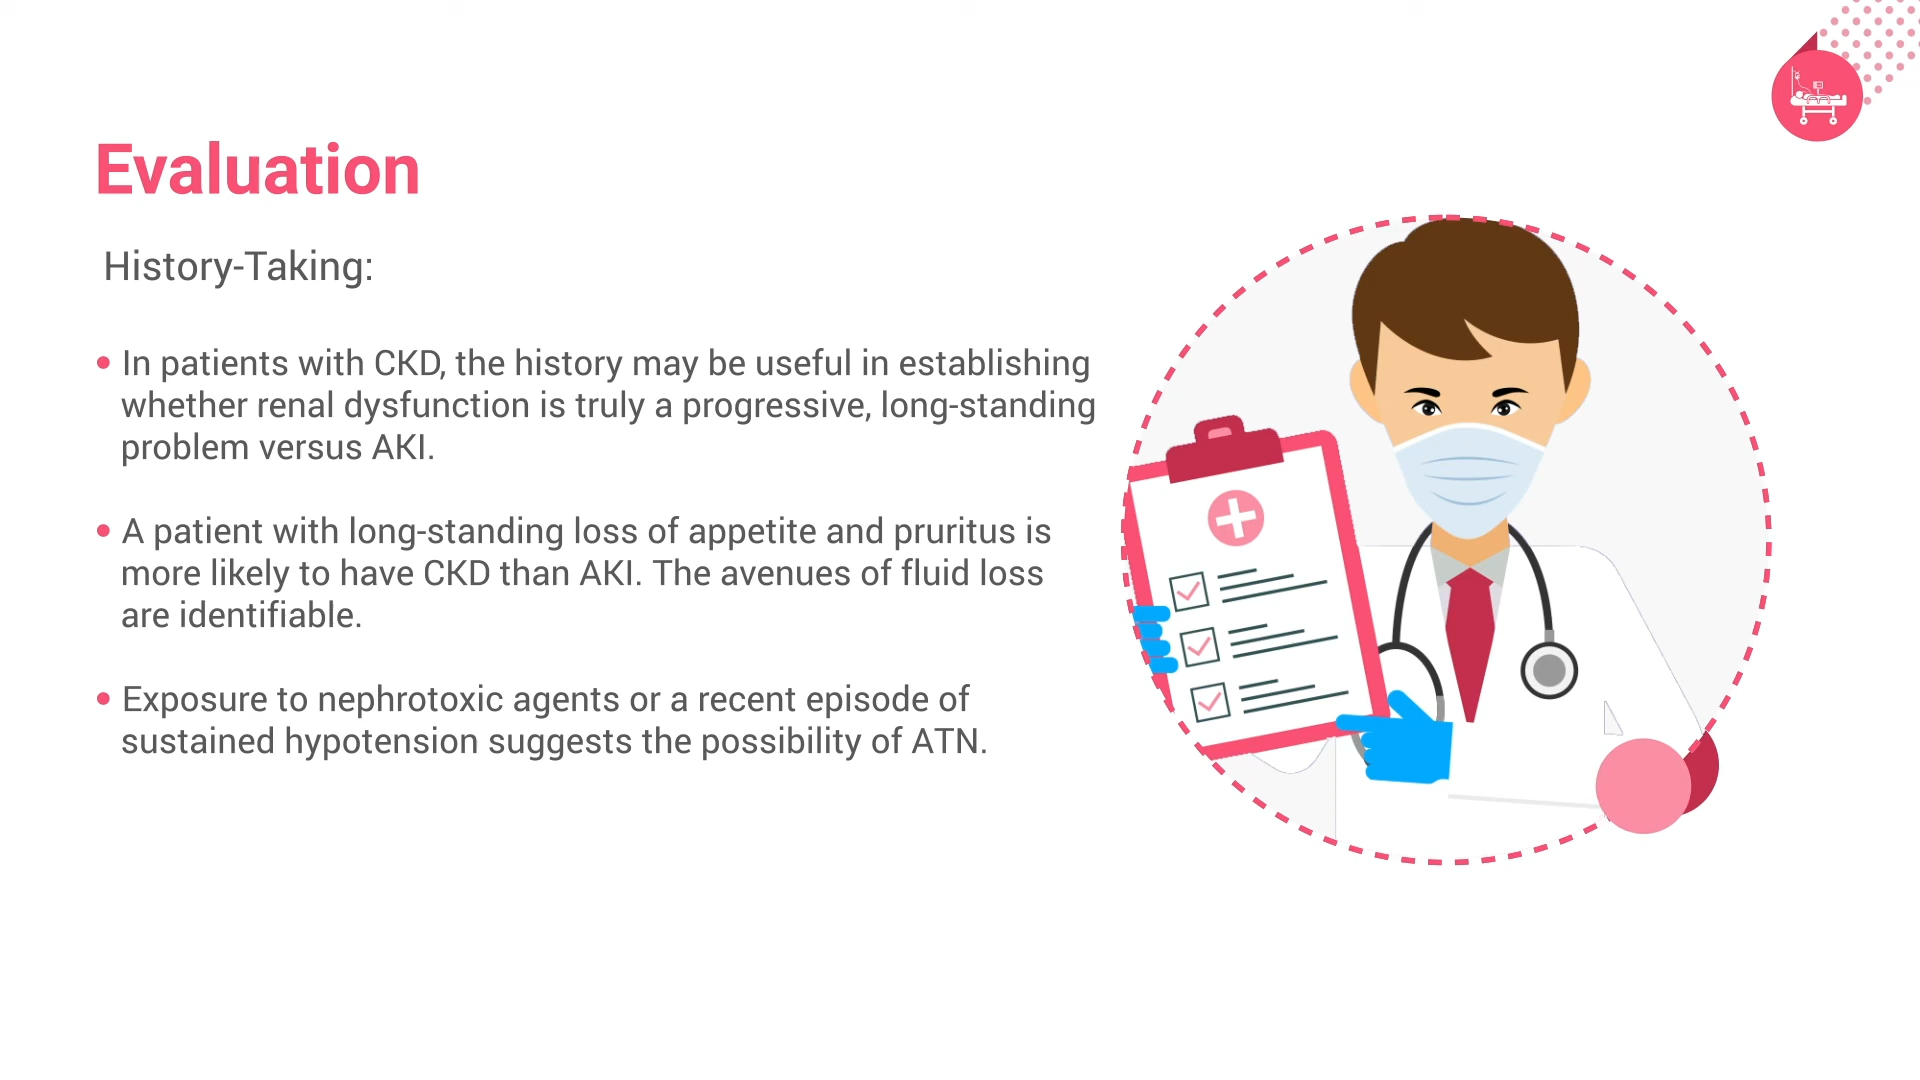 Evaluation
History-Taking:
• In patients with CKD, the history may be useful in establishing
whether renal dysfunction is truly a progressive, long-standing
problem versus AKI.
• A patient with long-standing loss of appetite and pruritus is
more likely to have CKD than AKI. The avenues of fluid loss
are identifiable.
• Exposure to nephrotoxic agents or a recent episode of
sustained hypotension suggests the possibility of ATN.